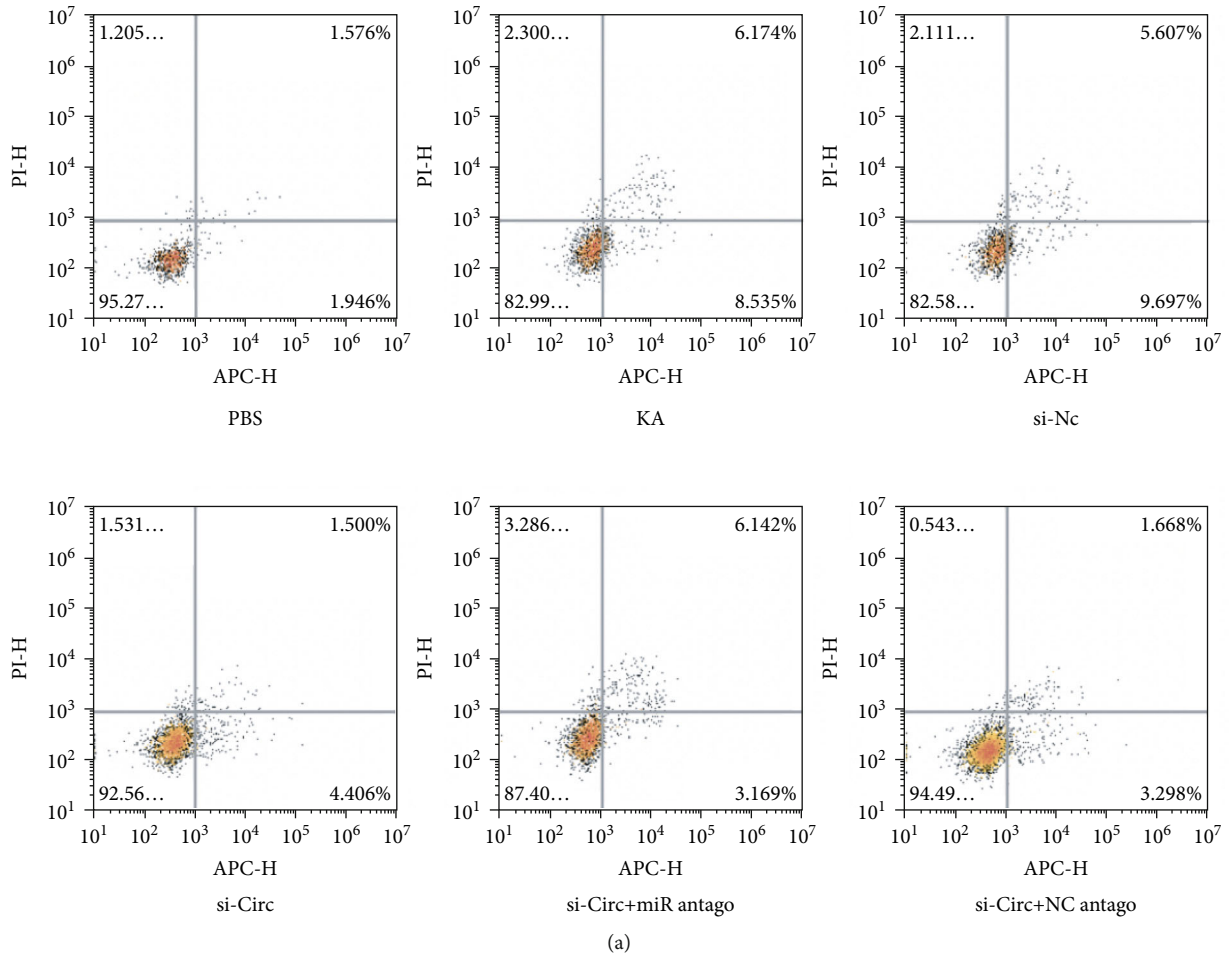 10⁷ 10⁶ 10⁵ 10⁴ 10³ 10² 10¹
PI-H
1.205… 1.576%
95.27… 1.946%
10¹ 10² 10³ 10⁴ 10⁵ 10⁶ 10⁷
APC-H
PBS
10⁷ 10⁶ 10⁵ 10⁴ 10³ 10² 10¹
PI-H
2.300… 6.174%
82.99… 8.535%
10¹ 10² 10³ 10⁴ 10⁵ 10⁶ 10⁷
APC-H
KA
10⁷ 10⁶ 10⁵ 10⁴ 10³ 10² 10¹
PI-H
2.111… 5.607%
82.58… 9.697%
10¹ 10² 10³ 10⁴ 10⁵ 10⁶ 10⁷
APC-H
si-Nc
10⁷ 10⁶ 10⁵ 10⁴ 10³ 10² 10¹
PI-H
1.531… 1.500%
92.56… 4.406%
10¹ 10² 10³ 10⁴ 10⁵ 10⁶ 10⁷
APC-H
si-Circ
10⁷ 10⁶ 10⁵ 10⁴ 10³ 10² 10¹
PI-H
3.286… 6.142%
87.40… 3.169%
10¹ 10² 10³ 10⁴ 10⁵ 10⁶ 10⁷
APC-H
si-Circ+miR antago
10⁷ 10⁶ 10⁵ 10⁴ 10³ 10² 10¹
PI-H
0.543… 1.668%
94.49… 3.298%
10¹ 10² 10³ 10⁴ 10⁵ 10⁶ 10⁷
APC-H
si-Circ+NC antago
(a)